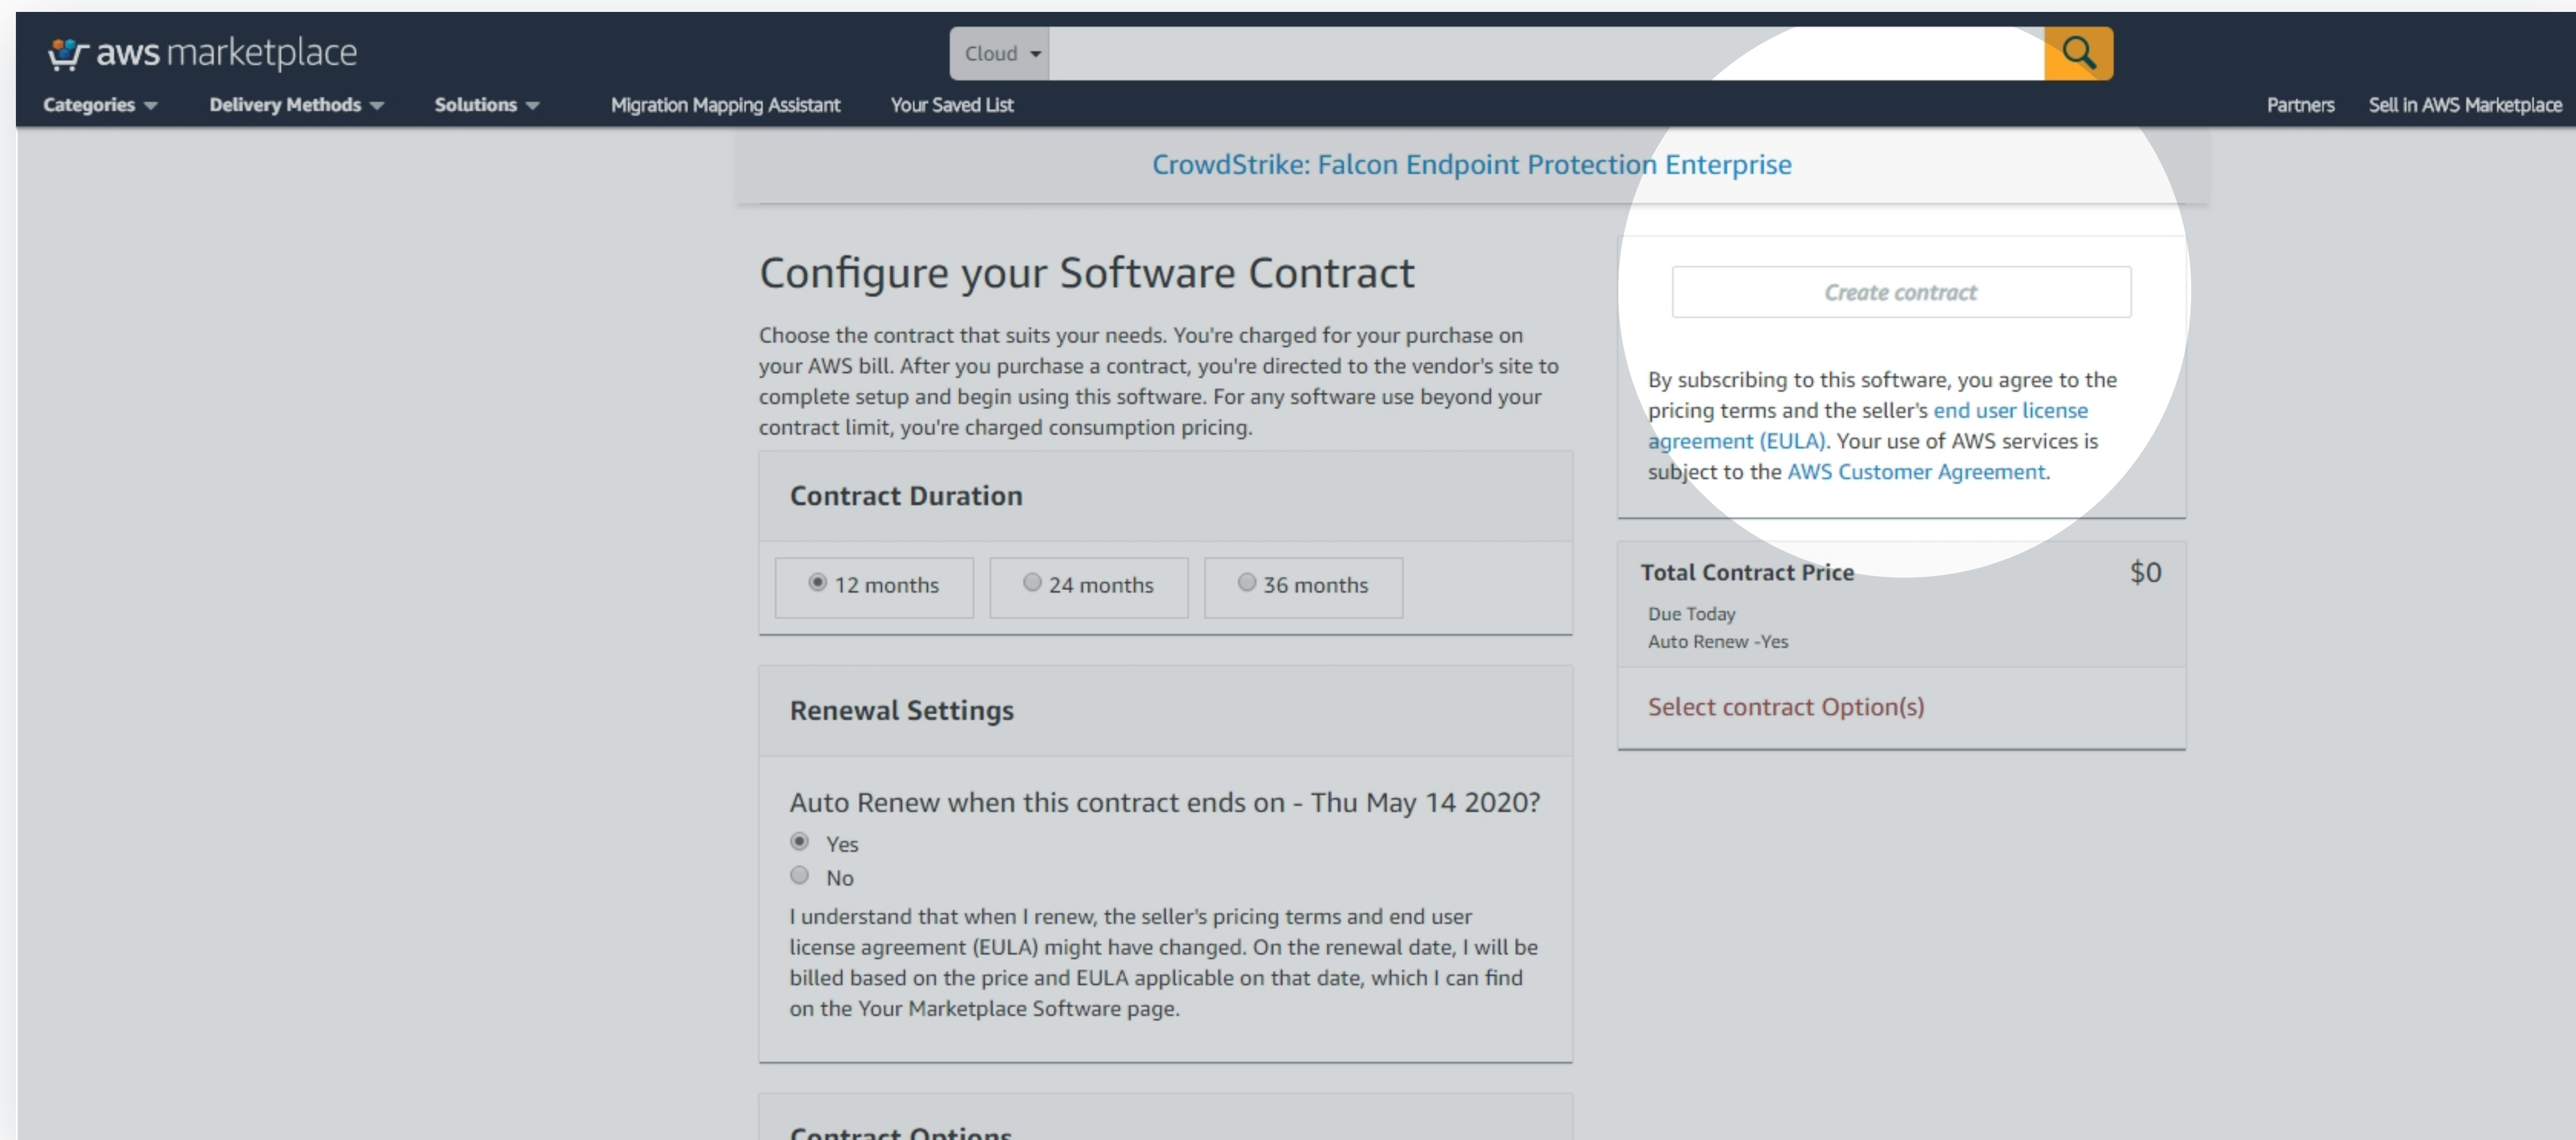 aws marketplace
Cloud
Categories Delivery Methods Solutions Migration Mapping Assistant Your Saved List Partners Sell in AWS Marketplace
CrowdStrike: Falcon Endpoint Protection Enterprise
Configure your Software Contract
Choose the contract that suits your needs. You're charged for your purchase on
your AWS bill. After you purchase a contract, you're directed to the vendor's site to
complete setup and begin using this software. For any software use beyond your
contract limit, you're charged consumption pricing.
Contract Duration
12 months 24 months 36 months
Renewal Settings
Auto Renew when this contract ends on - Thu May 14 2020?
Yes
No
I understand that when I renew, the seller's pricing terms and end user
license agreement (EULA) might have changed. On the renewal date, I will be
billed based on the price and EULA applicable on that date, which I can find
on the Your Marketplace Software page.
Contract Options
Create contract
By subscribing to this software, you agree to the
pricing terms and the seller's end user license
agreement (EULA). Your use of AWS services is
subject to the AWS Customer Agreement.
Total Contract Price $0
Due Today
Auto Renew -Yes
Select contract Option(s)